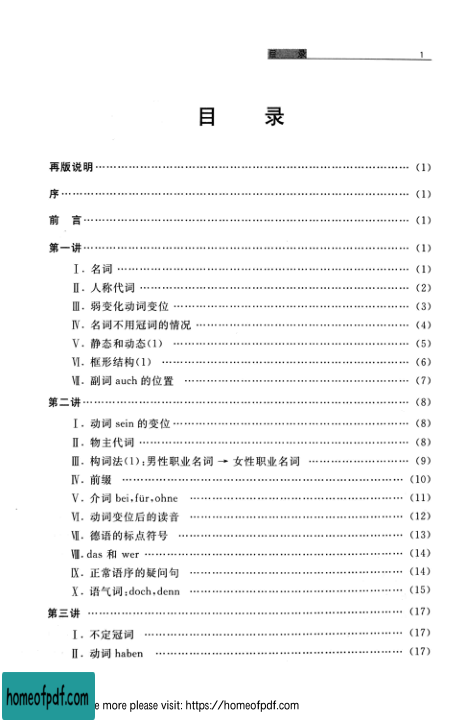 目 录 1
目 录
再版说明 …… (1)
序 …… (1)
前 言 …… (1)
第一讲 …… (1)
Ⅰ. 名词 …… (1)
Ⅱ. 人称代词 …… (2)
Ⅲ. 弱变化动词变位 …… (3)
Ⅳ. 名词不用冠词的情况 …… (4)
Ⅴ. 静态和动态(1) …… (5)
Ⅵ. 框形结构(1) …… (6)
Ⅶ. 副词 auch 的位置 …… (7)
第二讲 …… (8)
Ⅰ. 动词 sein 的变位 …… (8)
Ⅱ. 物主代词 …… (8)
Ⅲ. 构词法(1):男性职业名词 → 女性职业名词 …… (9)
Ⅳ. 前缀 …… (10)
Ⅴ. 介词 bei,für,ohne …… (11)
Ⅵ. 动词变位后的读音 …… (12)
Ⅶ. 德语的标点符号 …… (13)
Ⅷ. das 和 wer …… (14)
Ⅸ. 正常语序的疑问句 …… (14)
Ⅹ. 语气词:doch,denn …… (15)
第三讲 …… (17)
Ⅰ. 不定冠词 …… (17)
Ⅱ. 动词 haben …… (17)
homeofpdf.com
e more please visit: https://homeofpdf.com